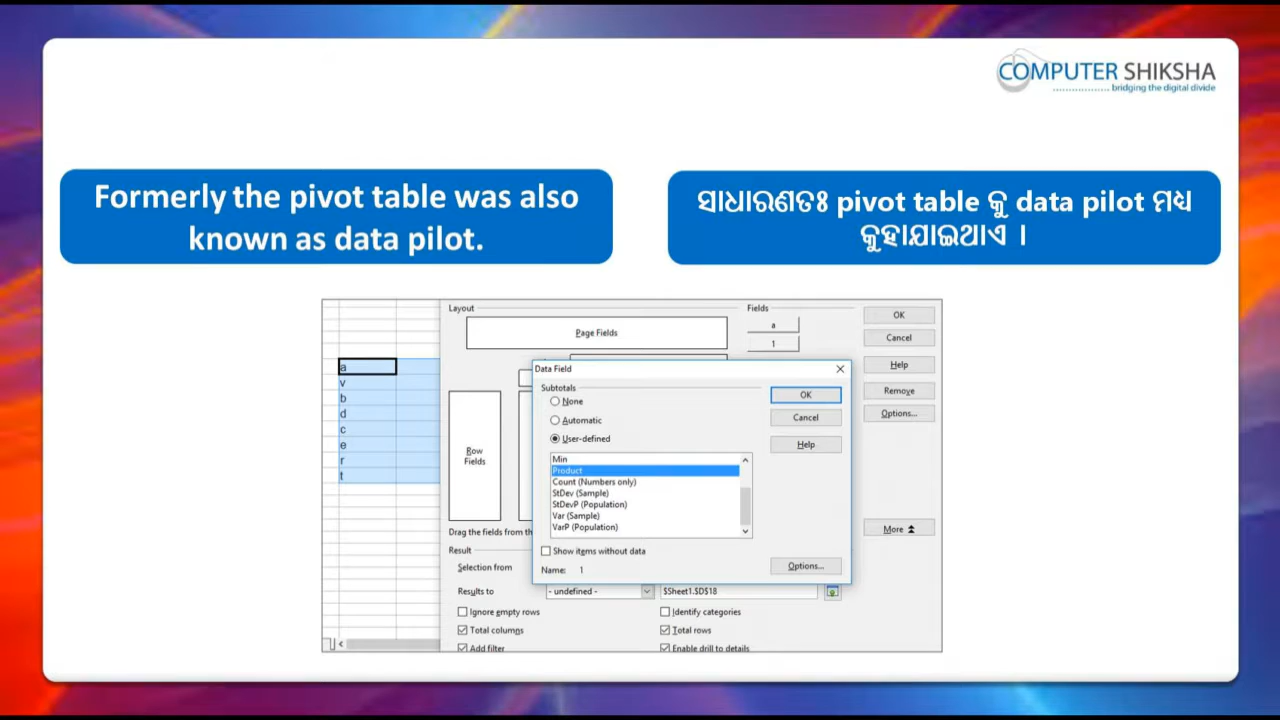 COMPUTER SHIKSHA
bridging the digital divide
Formerly the pivot table was also
known as data pilot.
ସାଧାରଣତଃ pivot table କୁ data pilot ମଧ୍ୟ
କୁହାଯାଇଥାଏ ।
Layout
Page Fields
Fields
a
1
OK
Cancel
Help
Remove
Options...
More
a
v
b
d
c
e
r
t
Row
Fields
Data Field
Subtotals
None
Automatic
User-defined
OK
Cancel
Help
Min
Product
Count (Numbers only)
StDev (Sample)
StDevP (Population)
Var (Sample)
VarP (Population)
Show items without data
Name: 1
Options...
Drag the fields from th
Result
Selection from
Results to - undefined - $Sheet1.$D$18
Ignore empty rows Identify categories
Total columns Total rows
Add filter Enable drill to details